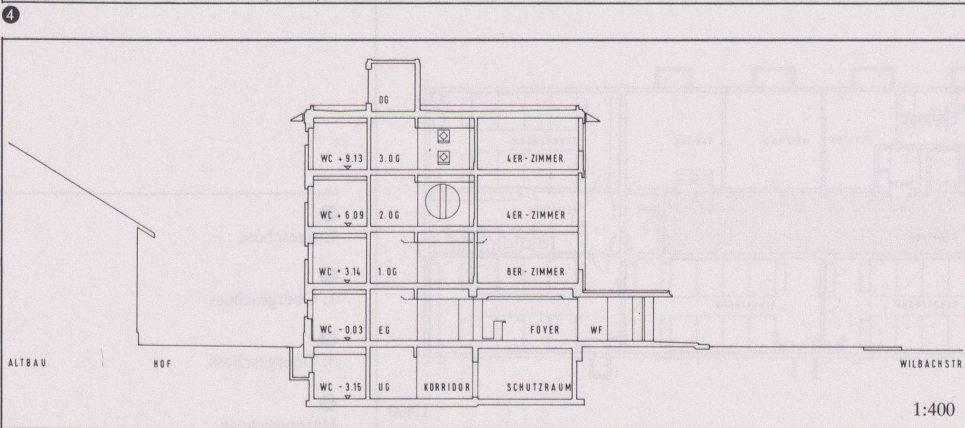 4
DG
WC + 9.13 3.OG 4ER-ZIMMER
WC + 6.09 2.OG 4ER-ZIMMER
WC + 3.14 1.OG 8ER-ZIMMER
WC - 0.03 EG FOYER WF
ALTBAU HOF WILBACHSTR.
WC - 3.15 UG KORRIDOR SCHUTZRAUM
1:400